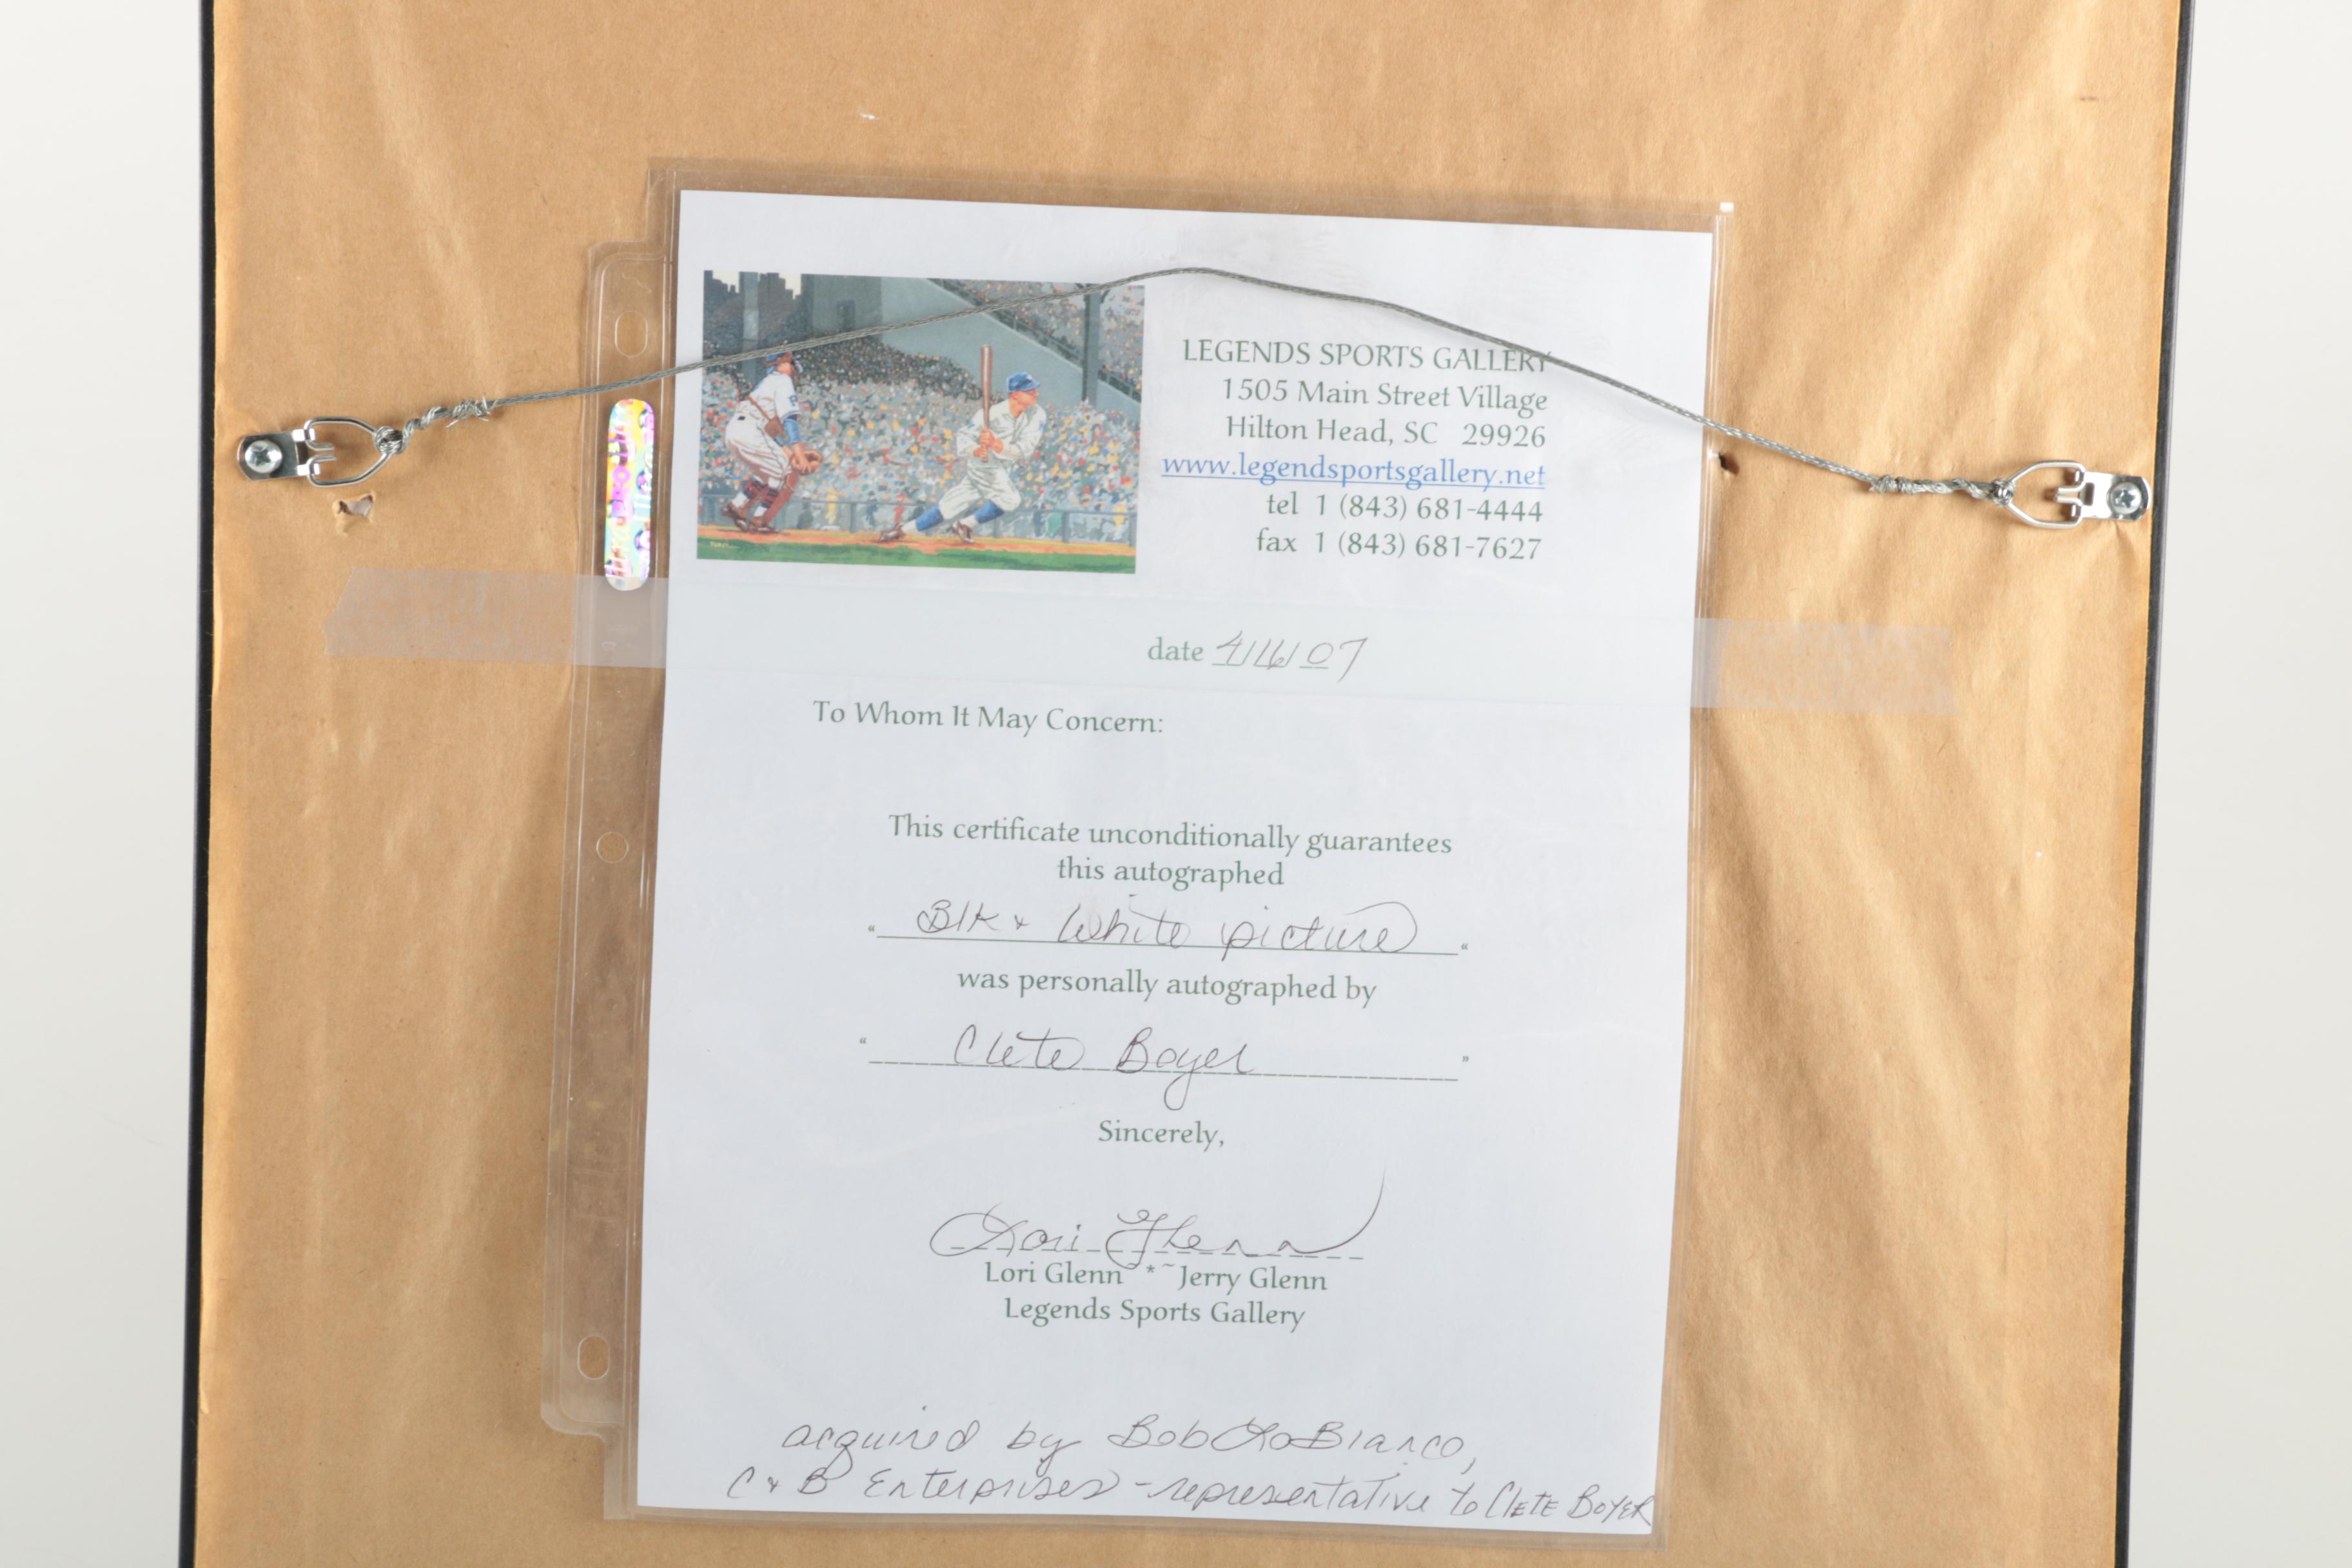 LEGENDS SPORTS GALLERY
1505 Main Street Village
Hilton Head, SC 29926
www.legendsportsgallery.net
tel 1 (843) 681-4444
fax 1 (843) 681-7627
date 4/16/07
To Whom It May Concern:
This certificate unconditionally guarantees
this autographed
“ Blk + White picture “
was personally autographed by
“ Clete Boyer ”
Sincerely,
Lori Glenn
Lori Glenn *~ Jerry Glenn
Legends Sports Gallery
acquired by Bob LoBianco,
C + B Enterprises - representative to Clete Boyer